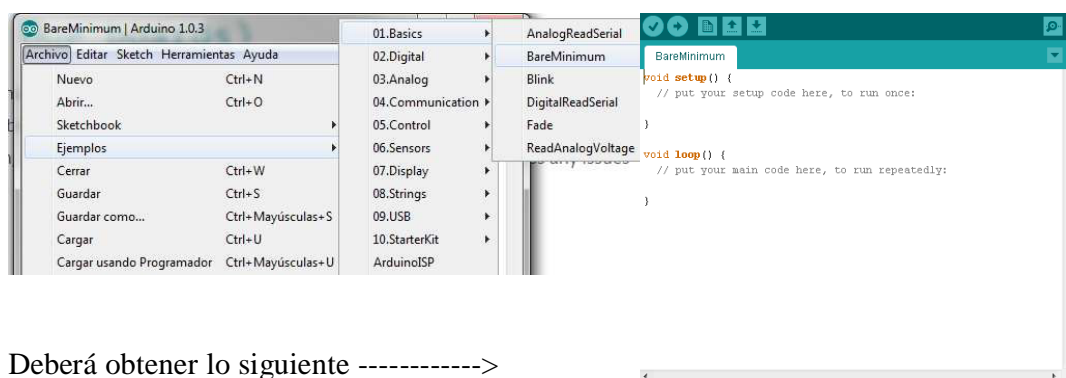 BareMinimum | Arduino 1.0.3
Archivo Editar Sketch Herramientas Ayuda
Nuevo Ctrl+N
Abrir... Ctrl+O
Sketchbook
Ejemplos
Cerrar Ctrl+W
Guardar Ctrl+S
Guardar como... Ctrl+Mayúsculas+S
Cargar Ctrl+U
Cargar usando Programador Ctrl+Mayúsculas+U
01.Basics
02.Digital
03.Analog
04.Communication
05.Control
06.Sensors
07.Display
08.Strings
09.USB
10.StarterKit
ArduinoISP
AnalogReadSerial
BareMinimum
Blink
DigitalReadSerial
Fade
ReadAnalogVoltage
any issues
BareMinimum
void setup() {
// put your setup code here, to run once:
}
void loop() {
// put your main code here, to run repeatedly:
}
Deberá obtener lo siguiente ------------>